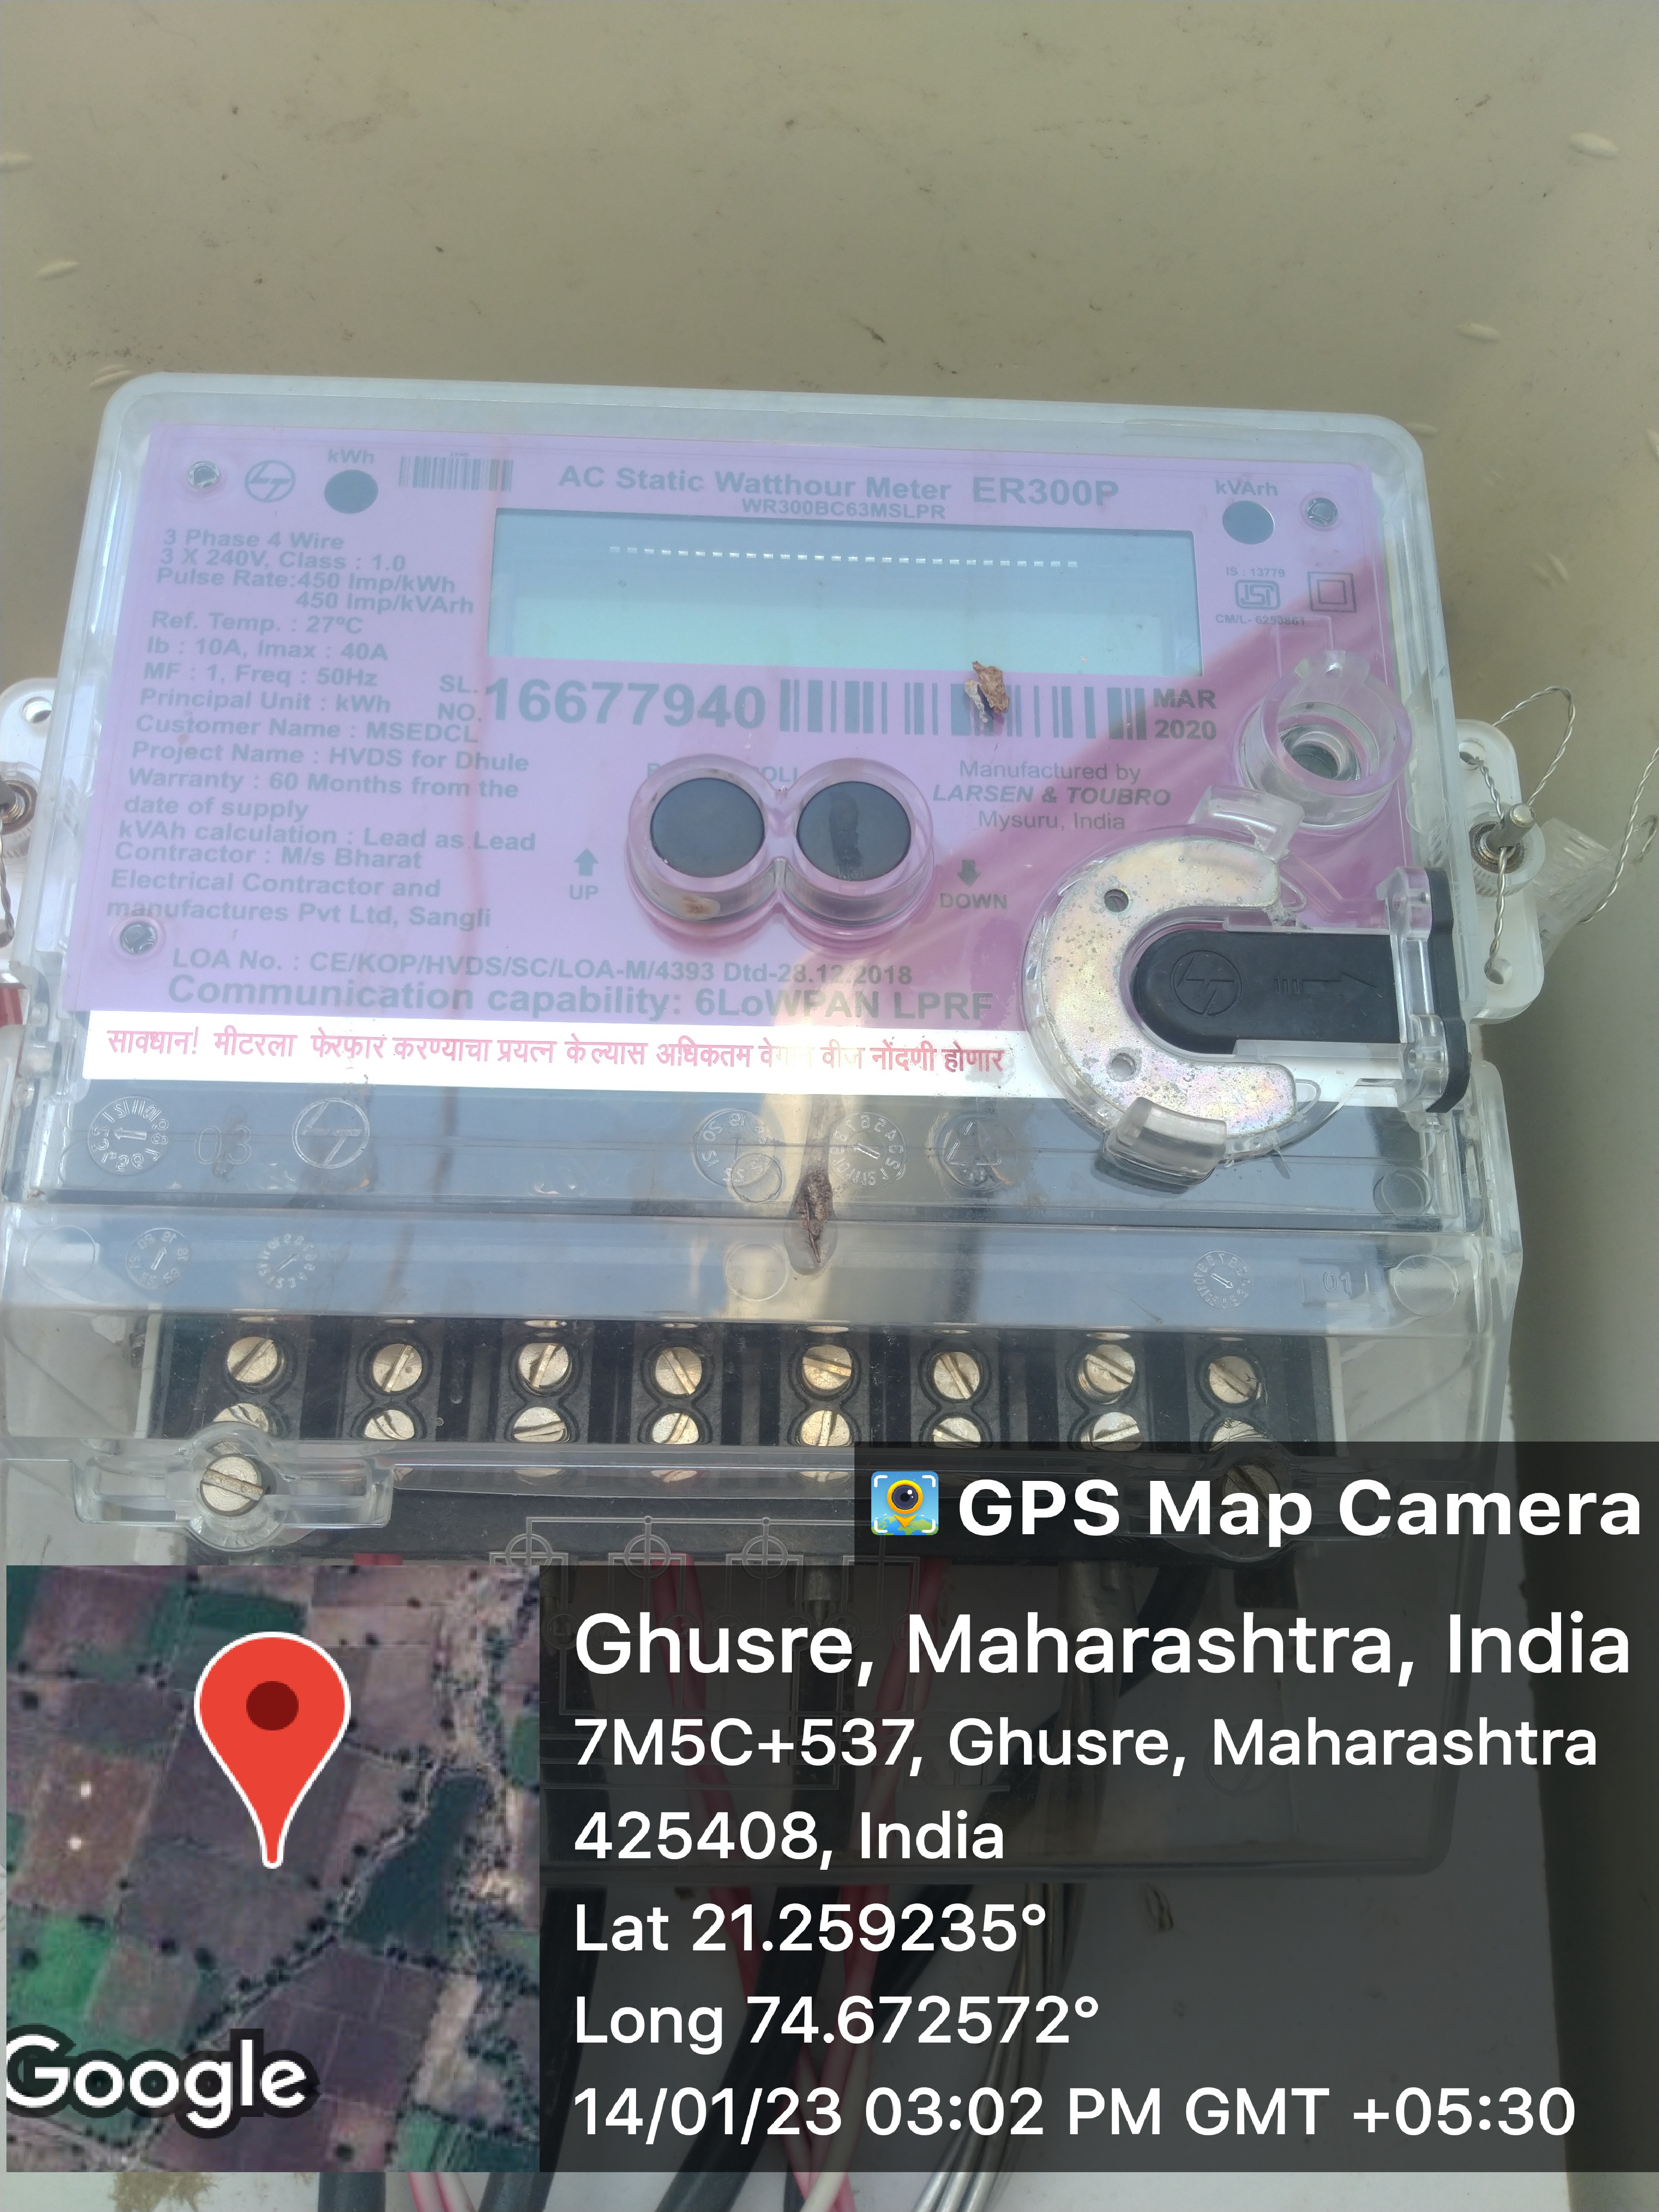 kWh
AC Static Watthour Meter ER300P
WR300BC63MSLPR
kVArh
3 Phase 4 Wire
3 X 240V, Class : 1.0
Pulse Rate:450 Imp/kWh
450 Imp/kVArh
Ref. Temp. : 27°C
Ib : 10A, Imax : 40A
MF : 1, Freq : 50Hz
Principal Unit : kWh
Customer Name : MSEDCL
Project Name : HVDS for Dhule
Warranty : 60 Months from the
date of supply
kVAh calculation : Lead as Lead
Contractor : M/s Bharat
Electrical Contractor and
manufactures Pvt Ltd, Sangli
IS : 13779
ISI
CM/L- 6250861
SL.
NO. 16677940
MAR
2020
Manufactured by
LARSEN & TOUBRO
Mysuru, India
UP
DOWN
LOA No. : CE/KOP/HVDS/SC/LOA-M/4393 Dtd-28.12.2018
Communication capability: 6LoWPAN LPRF
सावधान! मीटरला फेरफार करण्याचा प्रयत्न केल्यास अधिकतम वीज नोंदणी होणार
03
01
GPS Map Camera
Ghusre, Maharashtra, India
7M5C+537, Ghusre, Maharashtra
425408, India
Lat 21.259235°
Long 74.672572°
14/01/23 03:02 PM GMT +05:30
Google